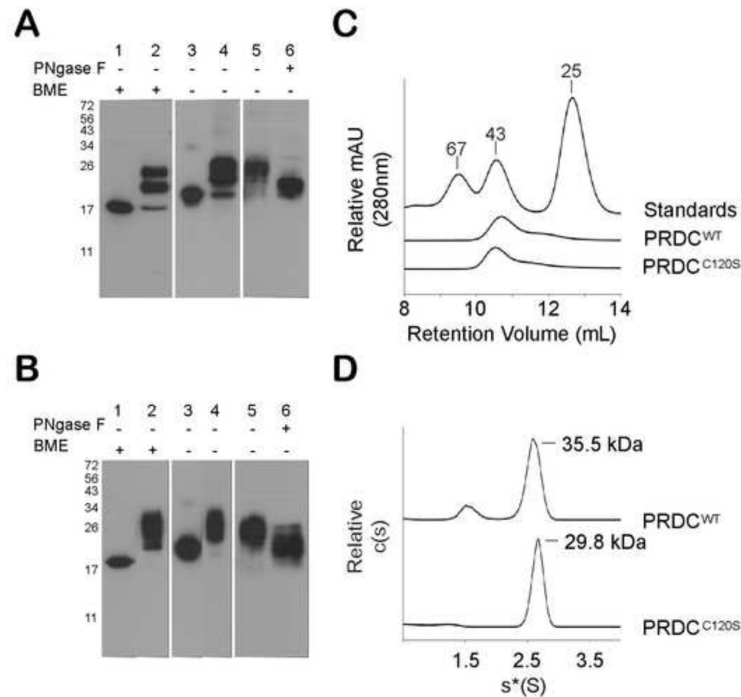 A
1 2 3 4 5 6
PNgase F - - - - - +
BME + + - - - -
72
56
43
34
26
17
11
B
1 2 3 4 5 6
PNgase F - - - - - +
BME + + - - - -
72
56
43
34
26
17
11
C
Relative mAU
(280nm)
67 43 25
Standards
PRDC^WT
PRDC^C120S
8 10 12 14
Retention Volume (mL)
D
Relative
c(s)
35.5 kDa
PRDC^WT
29.8 kDa
PRDC^C120S
1.5 2.5 3.5
s*(S)